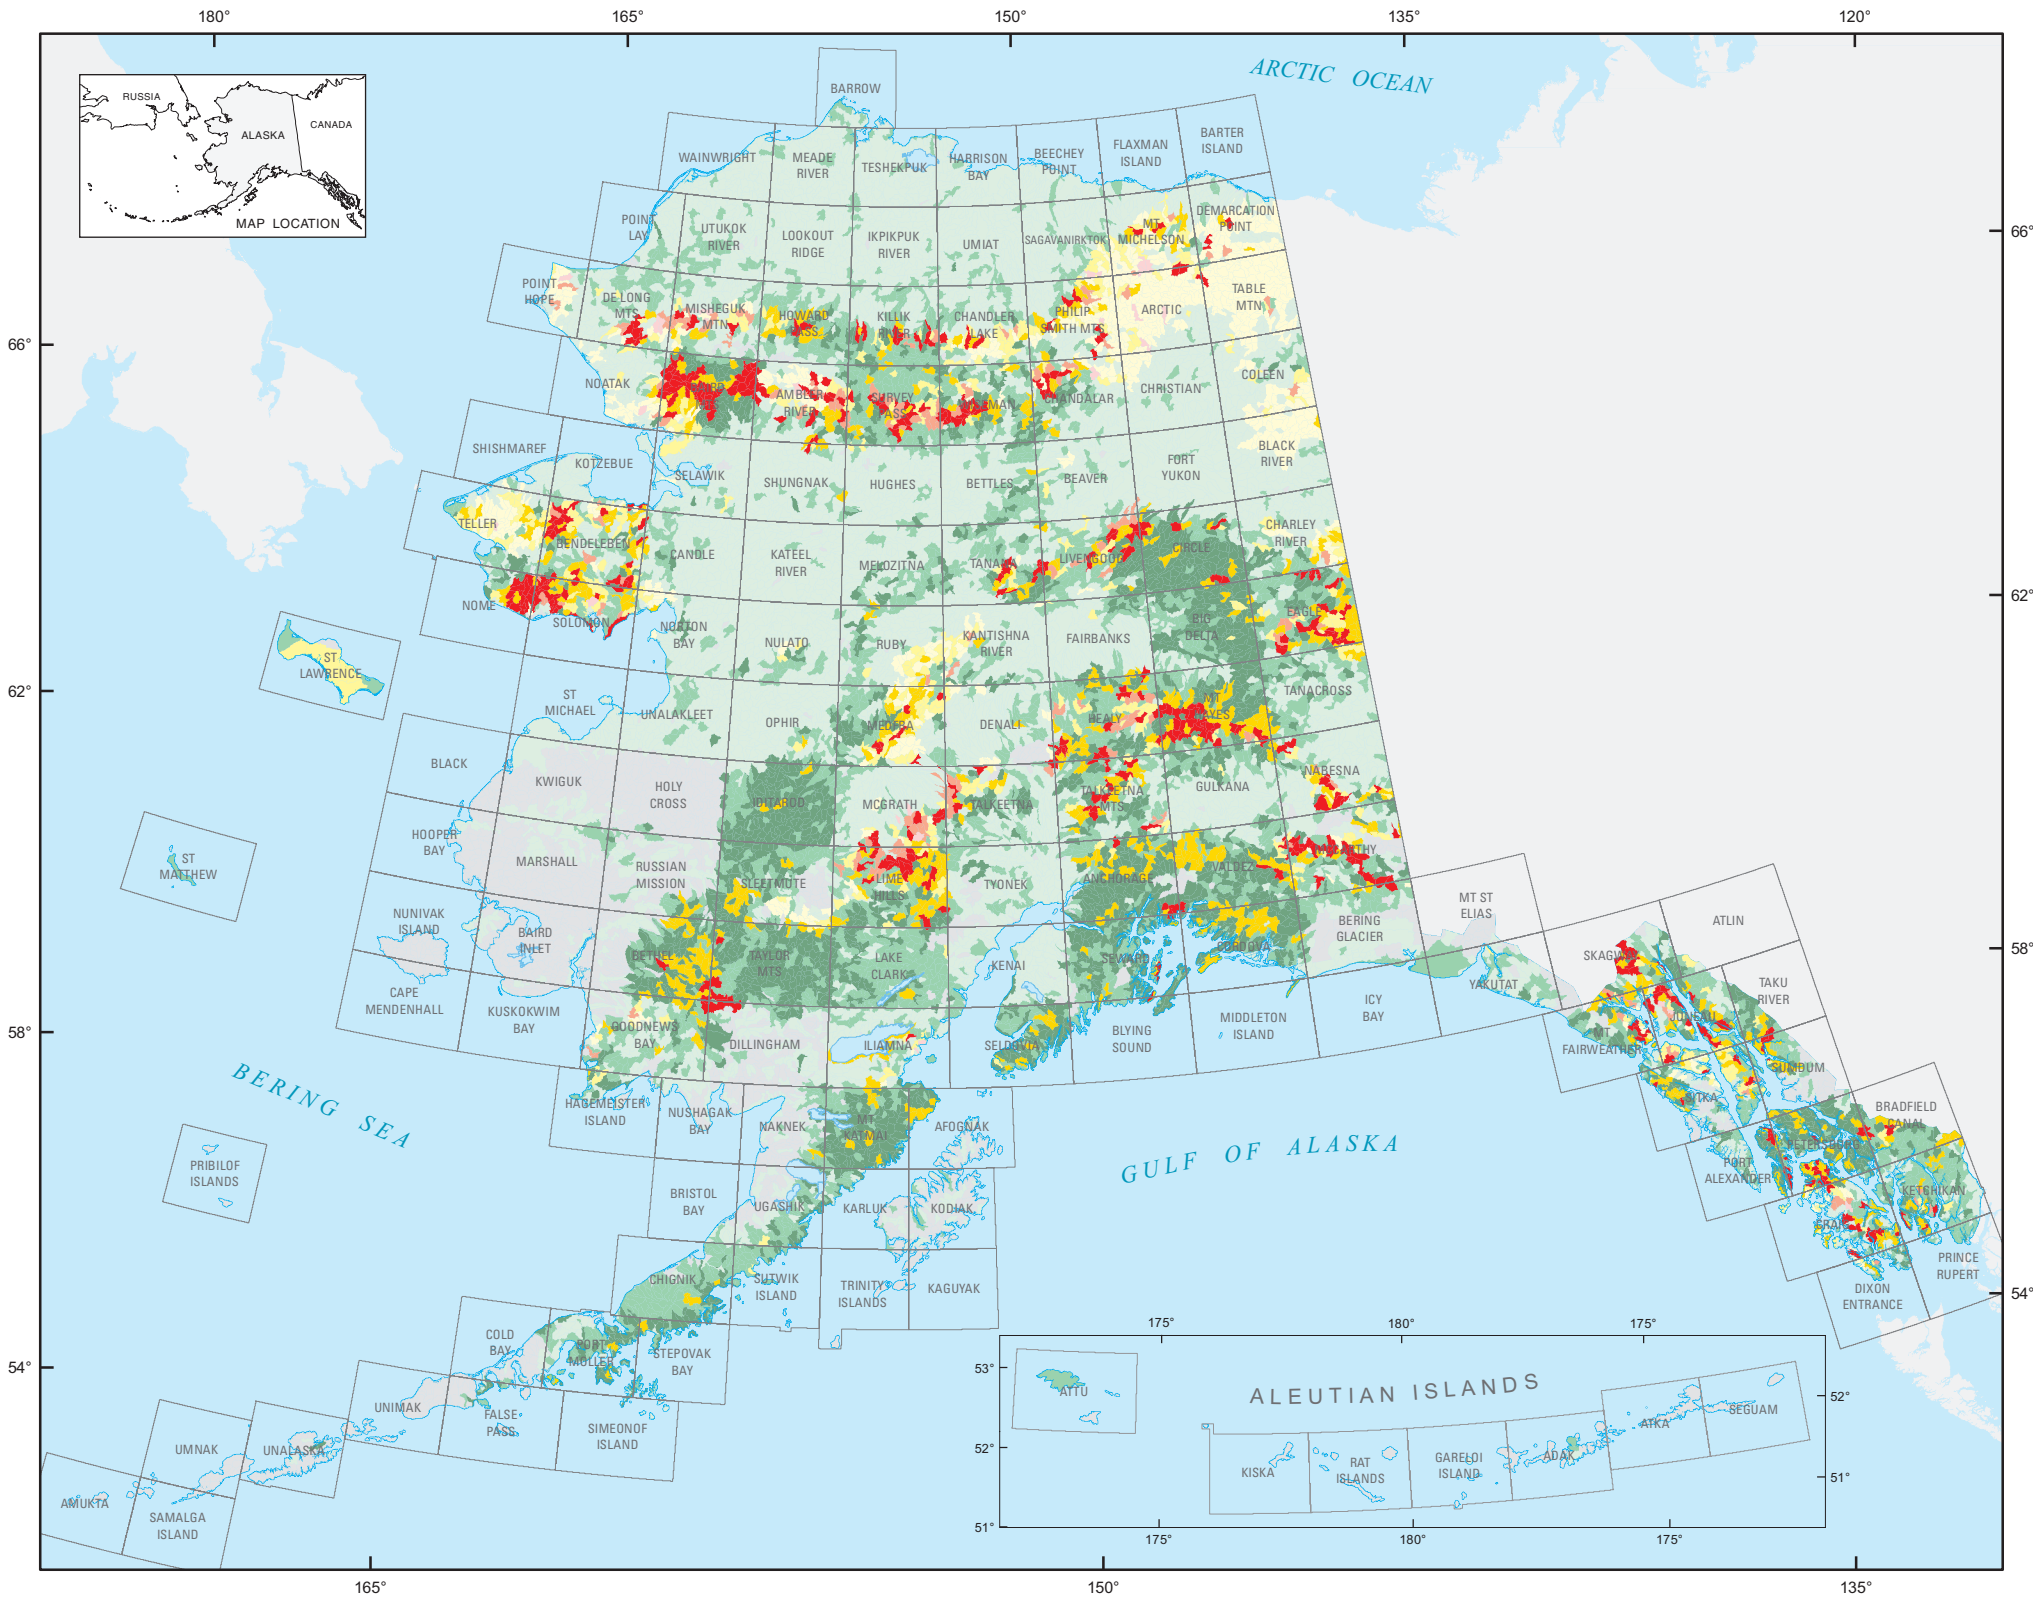 180°
165°
150°
135°
120°
ARCTIC OCEAN
RUSSIA
ALASKA
CANADA
MAP LOCATION
BARROW
WAINWRIGHT
MEADE
RIVER
TESHEKPUK
HARRISON
BAY
BEECHEY
POINT
FLAXMAN
ISLAND
BARTER
ISLAND
POINT
LAY
UTUKOK
RIVER
LOOKOUT
RIDGE
IKPIKPUK
RIVER
UMIAT
SAGAVANIRKTOK
MT
MICHELSON
DEMARCATION
POINT
66°
POINT
HOPE
DE LONG
MTS
MISHEGUK
MTN
HOWARD
PASS
KILLIK
RIVER
CHANDLER
LAKE
PHILIP
SMITH MTS
ARCTIC
TABLE
MTN
66°
NOATAK
AMBLER
RIVER
SURVEY
PASS
CHANDALAR
CHRISTIAN
COLEEN
SHISHMAREF
KOTZEBUE
SELAWIK
SHUNGNAK
HUGHES
BETTLES
BEAVER
FORT
YUKON
BLACK
RIVER
TELLER
BENDELEBEN
CANDLE
KATEEL
RIVER
MELOZITNA
TANANA
LIVENGOOD
CIRCLE
CHARLEY
RIVER
62°
NOME
SOLOMON
NORTON
BAY
NULATO
RUBY
KANTISHNA
RIVER
FAIRBANKS
BIG
DELTA
EAGLE
ST
LAWRENCE
62°
ST
MICHAEL
UNALAKLEET
OPHIR
MEDFRA
DENALI
HEALY
MT
HAYES
TANACROSS
BLACK
KWIGUK
HOLY
CROSS
IDITAROD
MCGRATH
TALKEETNA
TALKEETNA
MTS
GULKANA
NABESNA
HOOPER
BAY
MARSHALL
RUSSIAN
MISSION
SLEETMUTE
LIME
HILLS
TYONEK
ANCHORAGE
VALDEZ
MCCARTHY
ST
MATTHEW
NUNIVAK
ISLAND
BAIRD
INLET
BETHEL
TAYLOR
MTS
LAKE
CLARK
KENAI
SEWARD
CORDOVA
BERING
GLACIER
MT ST
ELIAS
ATLIN
SKAGWAY
58°
CAPE
MENDENHALL
KUSKOKWIM
BAY
GOODNEWS
BAY
DILLINGHAM
ILIAMNA
SELDOVIA
BLYING
SOUND
MIDDLETON
ISLAND
ICY
BAY
YAKUTAT
TAKU
RIVER
58°
MT
FAIRWEATHER
JUNEAU
SUMDUM
BERING SEA
HAGEMEISTER
ISLAND
NUSHAGAK
BAY
NAKNEK
MT
KATMAI
AFOGNAK
GULF OF ALASKA
SITKA
BRADFIELD
CANAL
PETERSBURG
PORT
ALEXANDER
PRIBILOF
ISLANDS
BRISTOL
BAY
UGASHIK
KARLUK
KODIAK
KETCHIKAN
CRAIG
CHIGNIK
SUTWIK
ISLAND
TRINITY
ISLANDS
KAGUYAK
DIXON
ENTRANCE
PRINCE
RUPERT
54°
54°
COLD
BAY
PORT
MOLLER
STEPOVAK
BAY
UNIMAK
FALSE
PASS
SIMEONOF
ISLAND
UMNAK
UNALASKA
AMUKTA
SAMALGA
ISLAND
175°
180°
175°
53°
52°
51°
ALEUTIAN ISLANDS
ATTU
KISKA
RAT
ISLANDS
GARELOI
ISLAND
ADAK
ATKA
SEGUAM
52°
51°
175°
180°
175°
165°
150°
135°